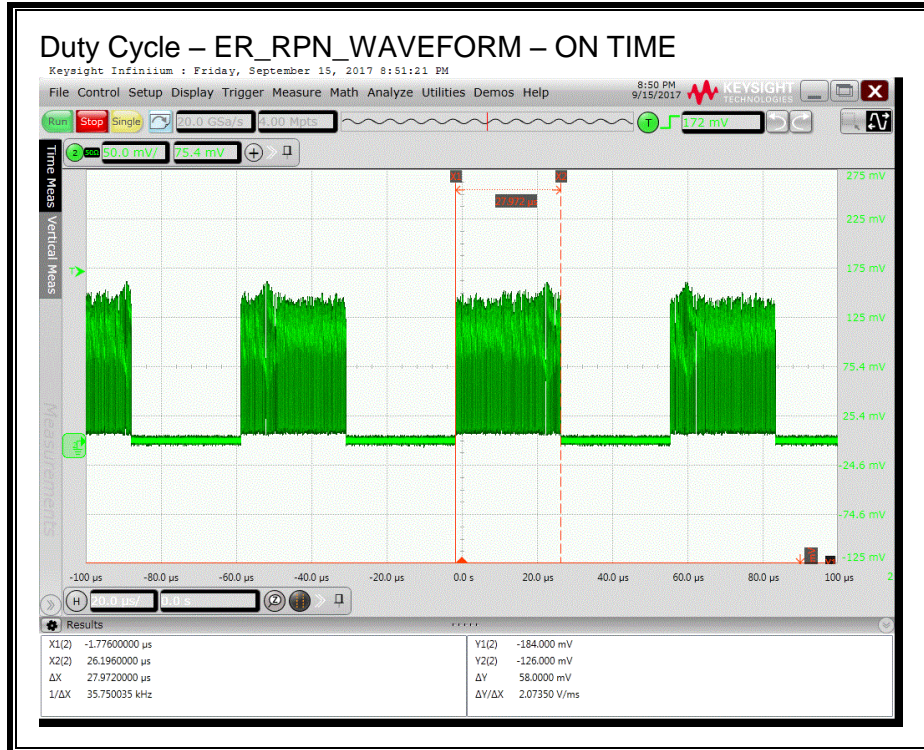 Duty Cycle – ER_RPN_WAVEFORM – ON TIME
Keysight Infiniium : Friday, September 15, 2017 8:51:21 PM
File Control Setup Display Trigger Measure Math Analyze Utilities Demos Help
8:50 PM
9/15/2017
KEYSIGHT
TECHNOLOGIES
Run Stop Single 20.0 GSa/s 4.00 Mpts T 172 mV
2 50Ω 50.0 mV/ 75.4 mV
Time Meas
Vertical Meas
Measurements
X1 X2
27.972 µs
T
275 mV
225 mV
175 mV
125 mV
75.4 mV
25.4 mV
-24.6 mV
-74.6 mV
-125 mV
-100 µs -80.0 µs -60.0 µs -40.0 µs -20.0 µs 0.0 s 20.0 µs 40.0 µs 60.0 µs 80.0 µs 100 µs 2
H 20.0 µs/ 0.0 s
Results
X1(2) -1.77600000 µs
X2(2) 26.1960000 µs
ΔX 27.9720000 µs
1/ΔX 35.750035 kHz
Y1(2) -184.000 mV
Y2(2) -126.000 mV
ΔY 58.0000 mV
ΔY/ΔX 2.07350 V/ms